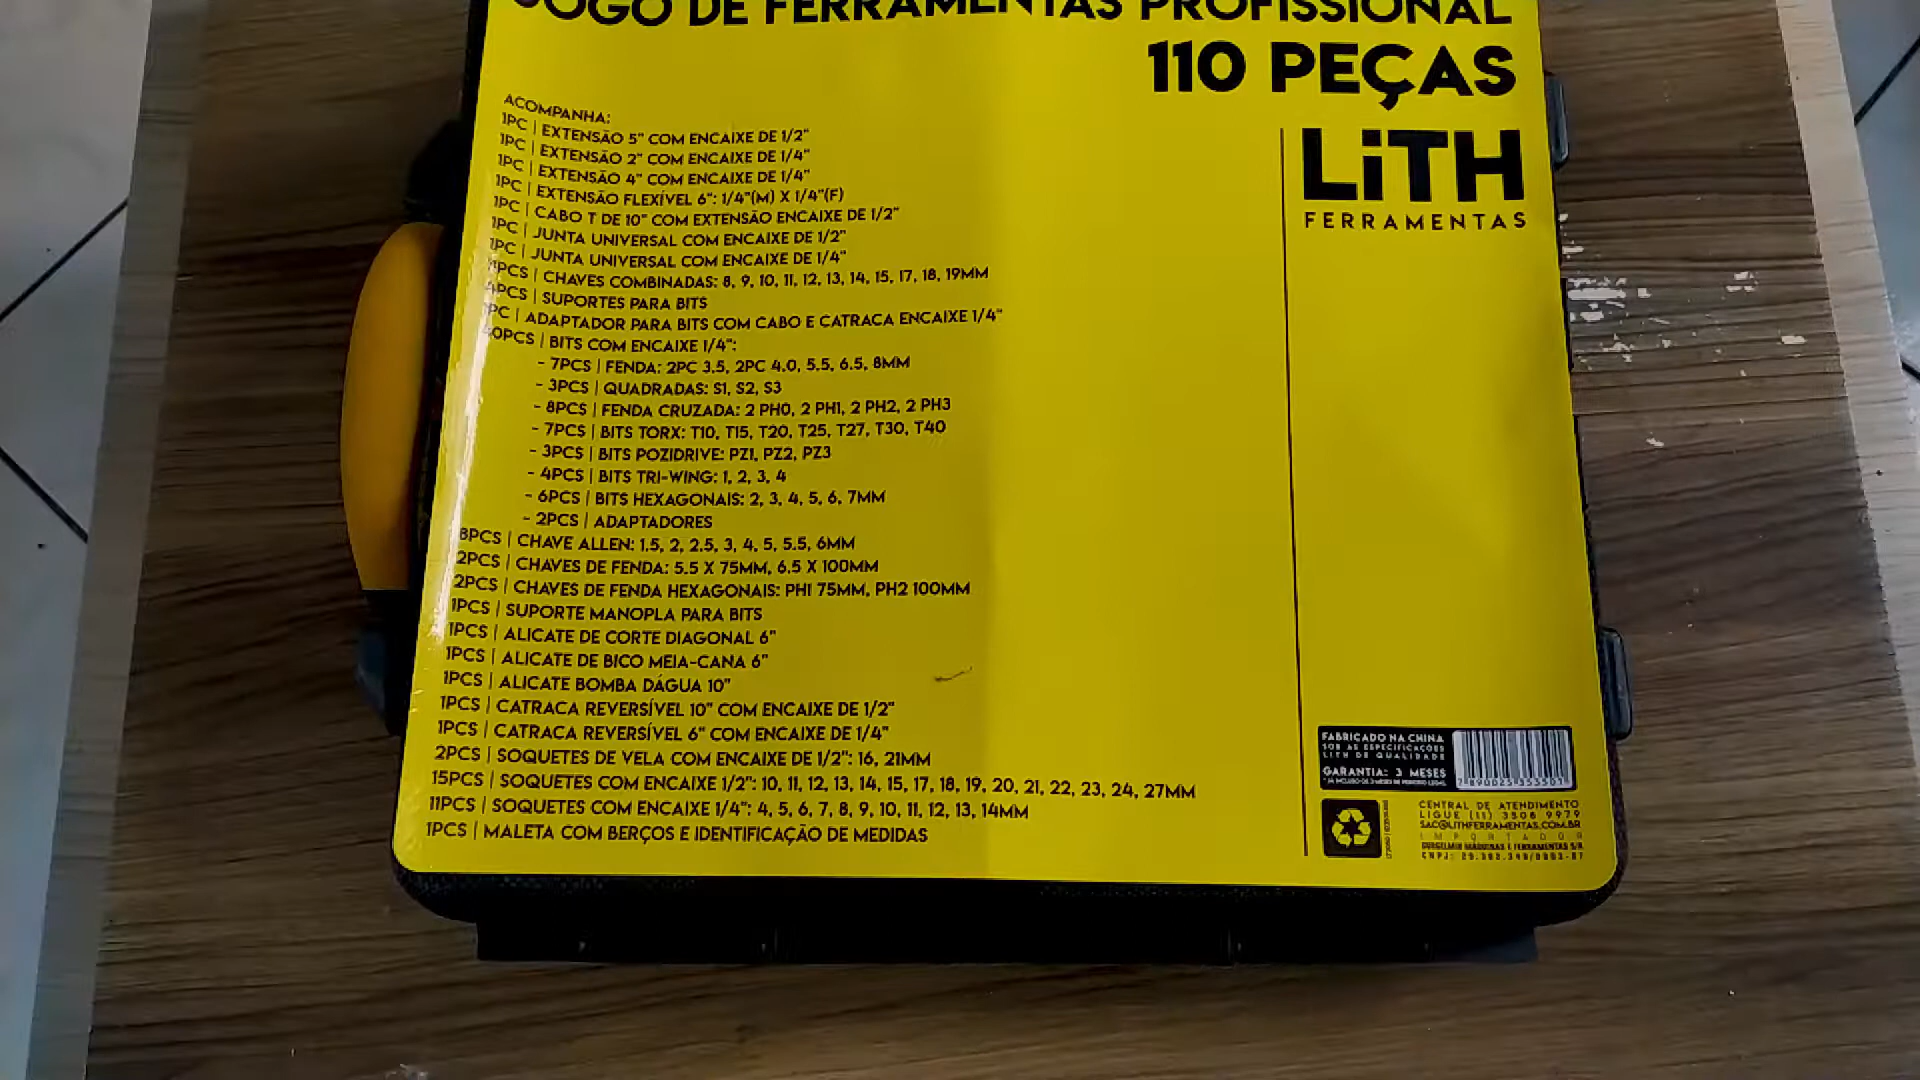 JOGO DE FERRAMENTAS PROFISSIONAL
110 PEÇAS
LiTH
FERRAMENTAS
ACOMPANHA:
1PC | EXTENSÃO 5" COM ENCAIXE DE 1/2"
1PC | EXTENSÃO 2" COM ENCAIXE DE 1/4"
1PC | EXTENSÃO 4" COM ENCAIXE DE 1/4"
1PC | EXTENSÃO FLEXÍVEL 6": 1/4"(M) X 1/4"(F)
1PC | CABO T DE 10" COM EXTENSÃO ENCAIXE DE 1/2"
1PC | JUNTA UNIVERSAL COM ENCAIXE DE 1/2"
1PC | JUNTA UNIVERSAL COM ENCAIXE DE 1/4"
11PCS | CHAVES COMBINADAS: 8, 9, 10, 11, 12, 13, 14, 15, 17, 18, 19MM
4PCS | SUPORTES PARA BITS
1PC | ADAPTADOR PARA BITS COM CABO E CATRACA ENCAIXE 1/4"
40PCS | BITS COM ENCAIXE 1/4":
- 7PCS | FENDA: 2PC 3.5, 2PC 4.0, 5.5, 6.5, 8MM
- 3PCS | QUADRADAS: S1, S2, S3
- 8PCS | FENDA CRUZADA: 2 PH0, 2 PH1, 2 PH2, 2 PH3
- 7PCS | BITS TORX: T10, T15, T20, T25, T27, T30, T40
- 3PCS | BITS POZIDRIVE: PZ1, PZ2, PZ3
- 4PCS | BITS TRI-WING: 1, 2, 3, 4
- 6PCS | BITS HEXAGONAIS: 2, 3, 4, 5, 6, 7MM
- 2PCS | ADAPTADORES
8PCS | CHAVE ALLEN: 1.5, 2, 2.5, 3, 4, 5, 5.5, 6MM
2PCS | CHAVES DE FENDA: 5.5 X 75MM, 6.5 X 100MM
2PCS | CHAVES DE FENDA HEXAGONAIS: PH1 75MM, PH2 100MM
1PCS | SUPORTE MANOPLA PARA BITS
1PCS | ALICATE DE CORTE DIAGONAL 6"
1PCS | ALICATE DE BICO MEIA-CANA 6"
1PCS | ALICATE BOMBA DÁGUA 10"
1PCS | CATRACA REVERSÍVEL 10" COM ENCAIXE DE 1/2"
1PCS | CATRACA REVERSÍVEL 6" COM ENCAIXE DE 1/4"
2PCS | SOQUETES DE VELA COM ENCAIXE DE 1/2": 16, 21MM
15PCS | SOQUETES COM ENCAIXE 1/2": 10, 11, 12, 13, 14, 15, 17, 18, 19, 20, 21, 22, 23, 24, 27MM
11PCS | SOQUETES COM ENCAIXE 1/4": 4, 5, 6, 7, 8, 9, 10, 11, 12, 13, 14MM
1PCS | MALETA COM BERÇOS E IDENTIFICAÇÃO DE MEDIDAS
FABRICADO NA CHINA
SOB AS ESPECIFICAÇÕES
LITH DE QUALIDADE
GARANTIA: 3 MESES
CENTRAL DE ATENDIMENTO
LIGUE (11) 3508 9979
SAC@LITHFERRAMENTAS.COM.BR
IMPORTADOR
MÁQUINAS E FERRAMENTAS S/A